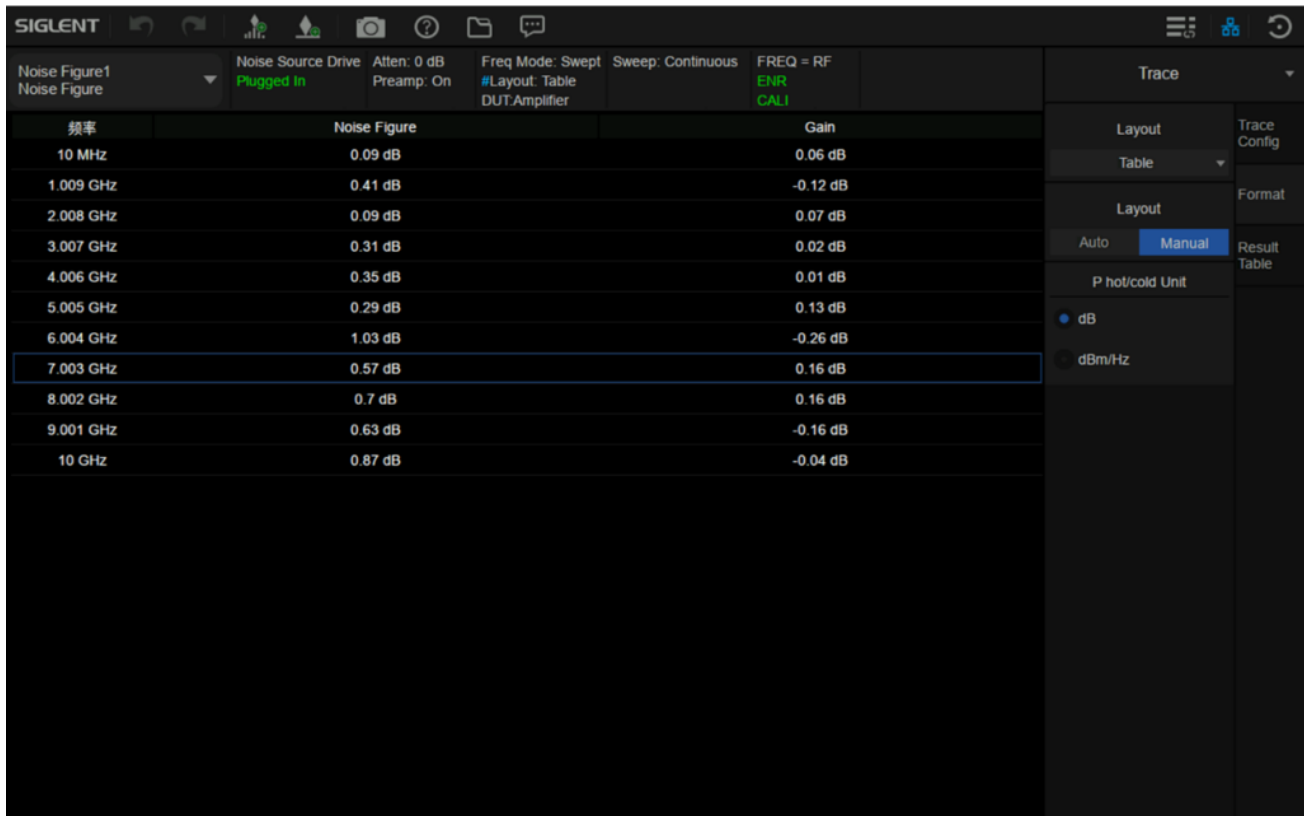 SIGLENT
Noise Figure1
Noise Figure
Noise Source Drive
Plugged In
Atten: 0 dB
Preamp: On
Freq Mode: Swept
#Layout: Table
DUT:Amplifier
Sweep: Continuous
FREQ = RF
ENR
CALI
频率 Noise Figure Gain
10 MHz 0.09 dB 0.06 dB
1.009 GHz 0.41 dB -0.12 dB
2.008 GHz 0.09 dB 0.07 dB
3.007 GHz 0.31 dB 0.02 dB
4.006 GHz 0.35 dB 0.01 dB
5.005 GHz 0.29 dB 0.13 dB
6.004 GHz 1.03 dB -0.26 dB
7.003 GHz 0.57 dB 0.16 dB
8.002 GHz 0.7 dB 0.16 dB
9.001 GHz 0.63 dB -0.16 dB
10 GHz 0.87 dB -0.04 dB
Trace
Layout
Table
Layout
Auto Manual
P hot/cold Unit
dB
dBm/Hz
Trace
Config
Format
Result
Table